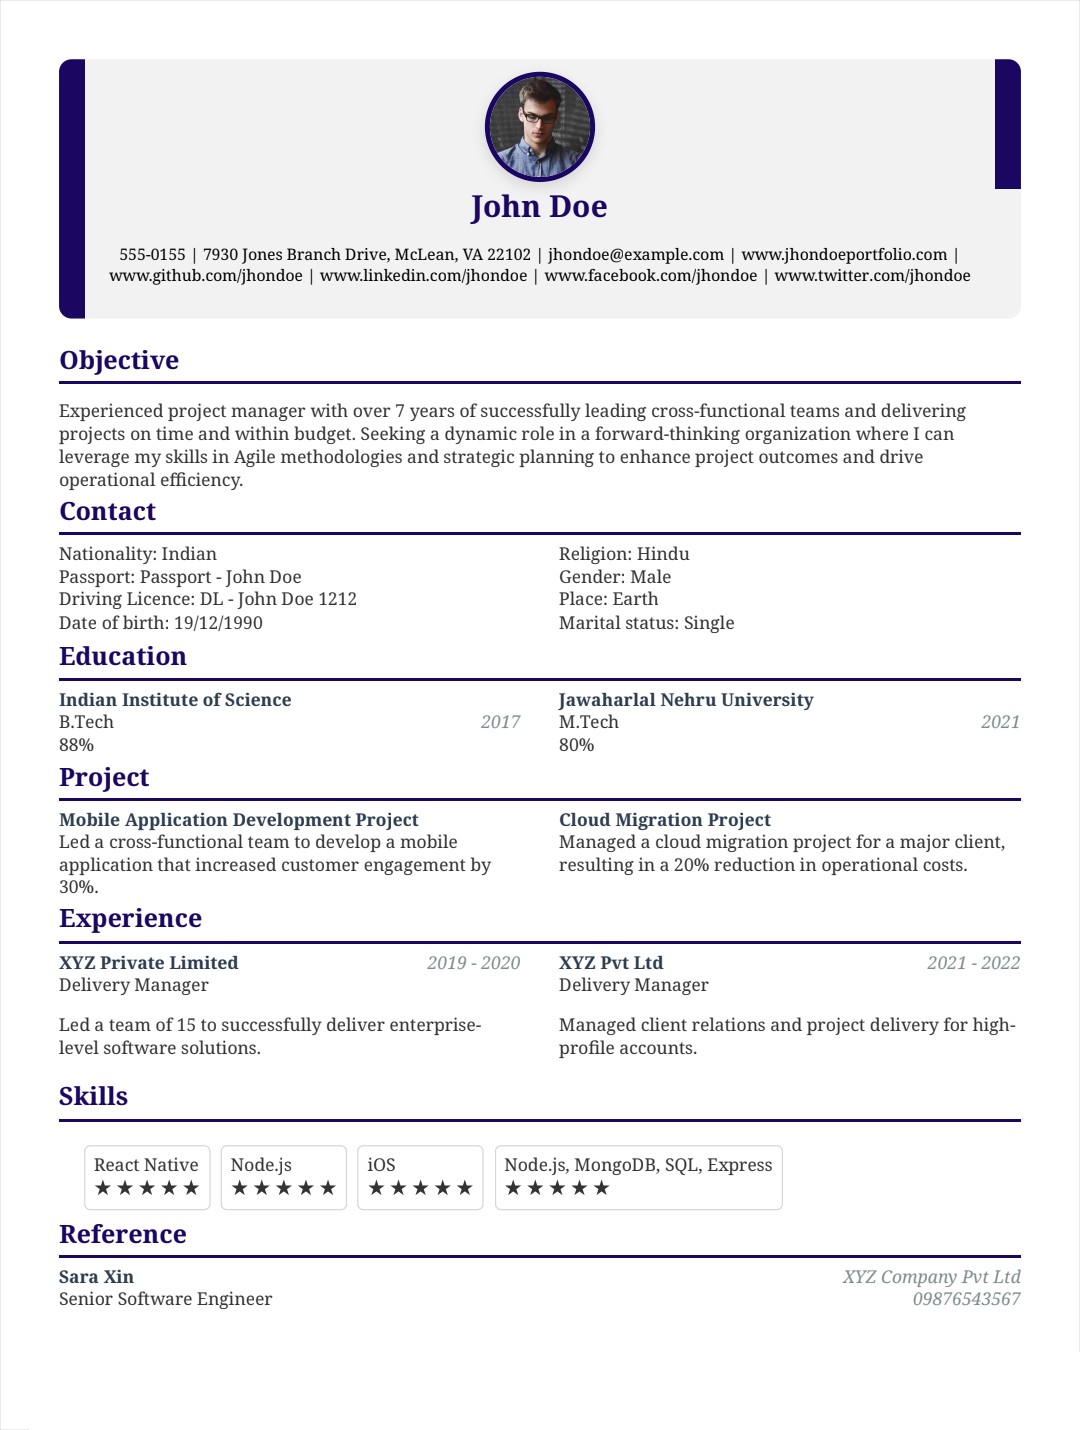 John Doe
555-0155 | 7930 Jones Branch Drive, McLean, VA 22102 | jhondoe@example.com | www.jhondoeportfolio.com |
www.github.com/jhondoe | www.linkedin.com/jhondoe | www.facebook.com/jhondoe | www.twitter.com/jhondoe
Objective
Experienced project manager with over 7 years of successfully leading cross-functional teams and delivering
projects on time and within budget. Seeking a dynamic role in a forward-thinking organization where I can
leverage my skills in Agile methodologies and strategic planning to enhance project outcomes and drive
operational efficiency.
Contact
Nationality: Indian
Passport: Passport - John Doe
Driving Licence: DL - John Doe 1212
Date of birth: 19/12/1990
Religion: Hindu
Gender: Male
Place: Earth
Marital status: Single
Education
Indian Institute of Science
B.Tech 2017
88%
Jawaharlal Nehru University
M.Tech 2021
80%
Project
Mobile Application Development Project
Led a cross-functional team to develop a mobile
application that increased customer engagement by
30%.
Cloud Migration Project
Managed a cloud migration project for a major client,
resulting in a 20% reduction in operational costs.
Experience
XYZ Private Limited 2019 - 2020
Delivery Manager
Led a team of 15 to successfully deliver enterprise-
level software solutions.
XYZ Pvt Ltd 2021 - 2022
Delivery Manager
Managed client relations and project delivery for high-
profile accounts.
Skills
React Native
★★★★★
Node.js
★★★★★
iOS
★★★★★
Node.js, MongoDB, SQL, Express
★★★★★
Reference
Sara Xin XYZ Company Pvt Ltd
Senior Software Engineer 09876543567